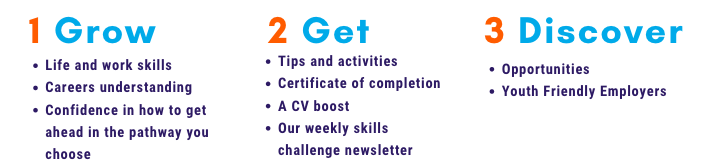 1 Grow
• Life and work skills
• Careers understanding
• Confidence in how to get
ahead in the pathway you
choose
2 Get
• Tips and activities
• Certificate of completion
• A CV boost
• Our weekly skills
challenge newsletter
3 Discover
• Opportunities
• Youth Friendly Employers